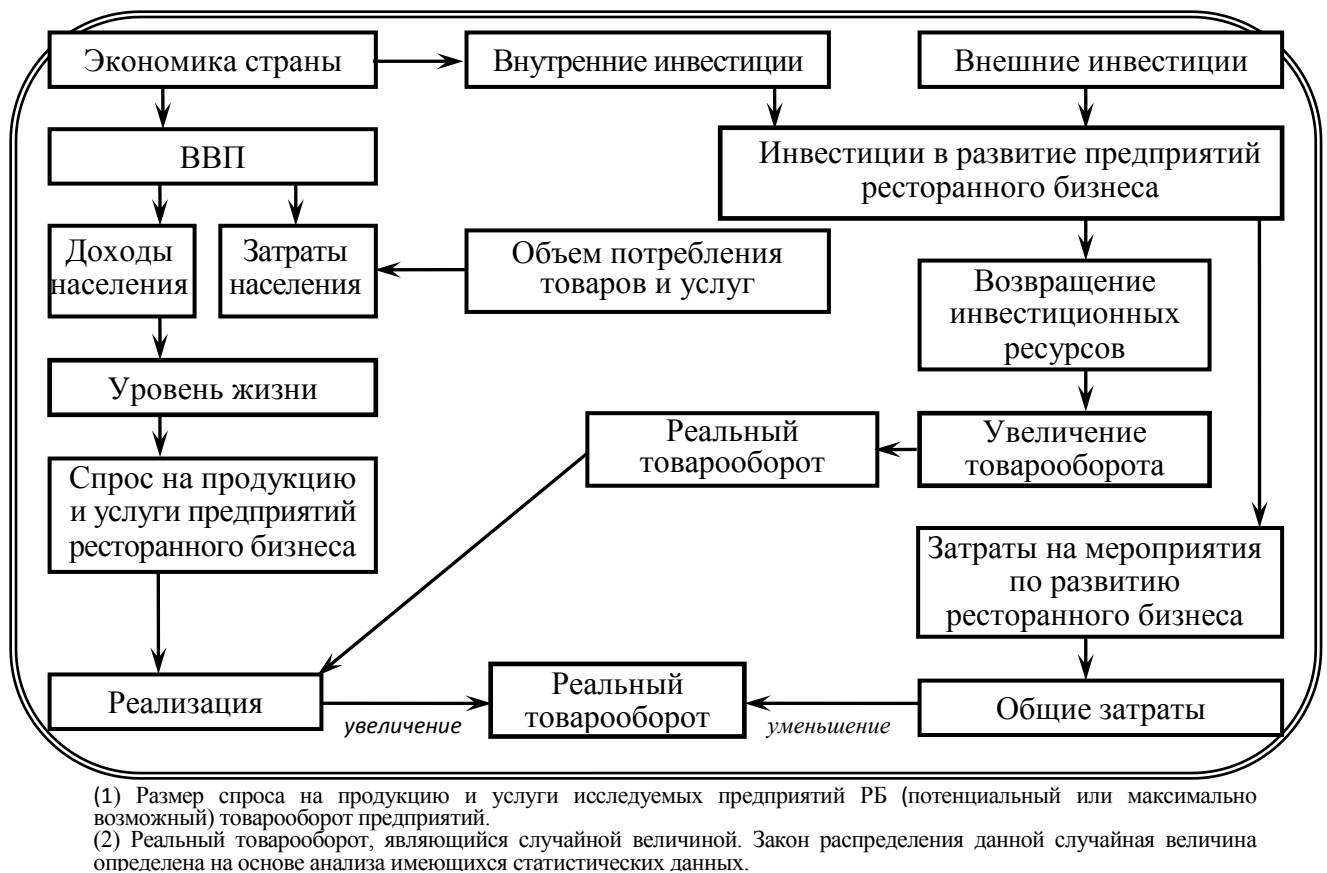 Экономика страны
Внутренние инвестиции
Внешние инвестиции
ВВП
Инвестиции в развитие предприятий
ресторанного бизнеса
Доходы
населения
Затраты
населения
Объем потребления
товаров и услуг
Возвращение
инвестиционных
ресурсов
Уровень жизни
Реальный
товарооборот
Увеличение
товарооборота
Спрос на продукцию
и услуги предприятий
ресторанного бизнеса
Затраты на мероприятия
по развитию
ресторанного бизнеса
Реализация
увеличение
Реальный
товарооборот
уменьшение
Общие затраты
(1) Размер спроса на продукцию и услуги исследуемых предприятий РБ (потенциальный или максимально
возможный) товарооборот предприятий.
(2) Реальный товарооборот, являющийся случайной величиной. Закон распределения данной случайная величина
определена на основе анализа имеющихся статистических данных.